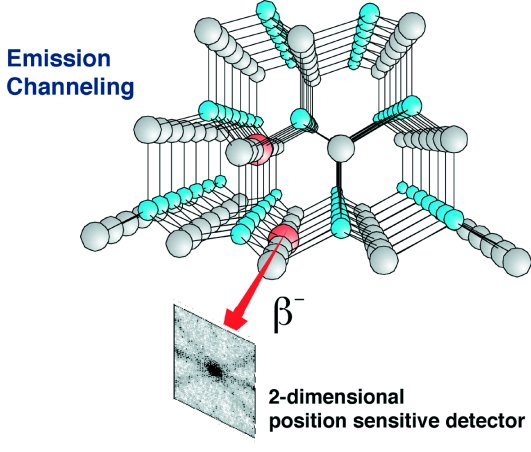 Emission
Channeling
β⁻
2-dimensional
position sensitive detector